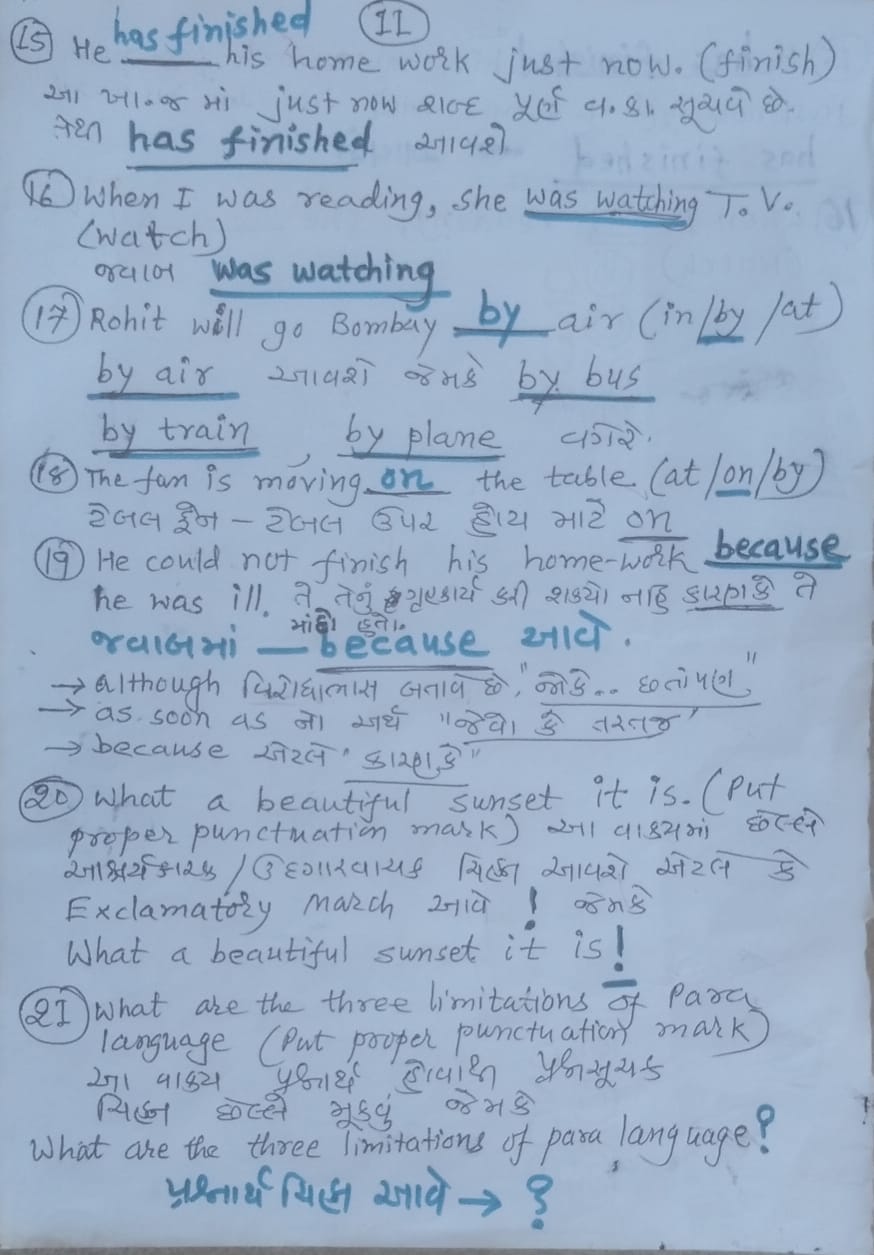 II
(15) He has finished his home work just now. (finish)
આ ખા.જ માં just now શબ્દ પૂર્ણ વ.કા. સૂચવે છે.
તેથી has finished આવશે
(16) When I was reading, she was watching T.V.
(watch)
જવાબ was watching
(17) Rohit will go Bombay by air (in/by/at)
by air આવશે જેમકે by bus
by train, by plane વગેરે.
(18) The fan is moving on the table (at/on/by)
ટેબલ ફેન – ટેબલ ઉપર હોય માટે on
(19) He could not finish his home-work because
he was ill. તે તેનું ગૃહકાર્ય કરી શક્યો નહિ કારણકે તે
માંદો હતો.
જવાબમાં — because આવે.
→ although વિરોધાભાસ બતાવે છે, "જોકે.. છતાંપણ"
→ as soon as નો અર્થ "જેવો કે તરતજ"
→ because એટલે "કારણકે"
(20) What a beautiful sunset it is. (Put
proper punctuation mark) આ વાક્યમાં છેલ્લે
આશ્ચર્યકારક / ઉદગારવાચક ચિહ્ન આવશે એટલે કે
Exclamatory March આવે ! જેમકે
What a beautiful sunset it is!
(21) What are the three limitations of Para
language (Put proper punctuation mark)
આ વાક્ય પ્રશ્નાર્થ હોવાથી પ્રશ્નસૂચક
ચિહ્ન છેલ્લે મૂકવું જેમકે
What are the three limitations of para language?
પ્રશ્નાર્થ ચિહ્ન આવે → ?